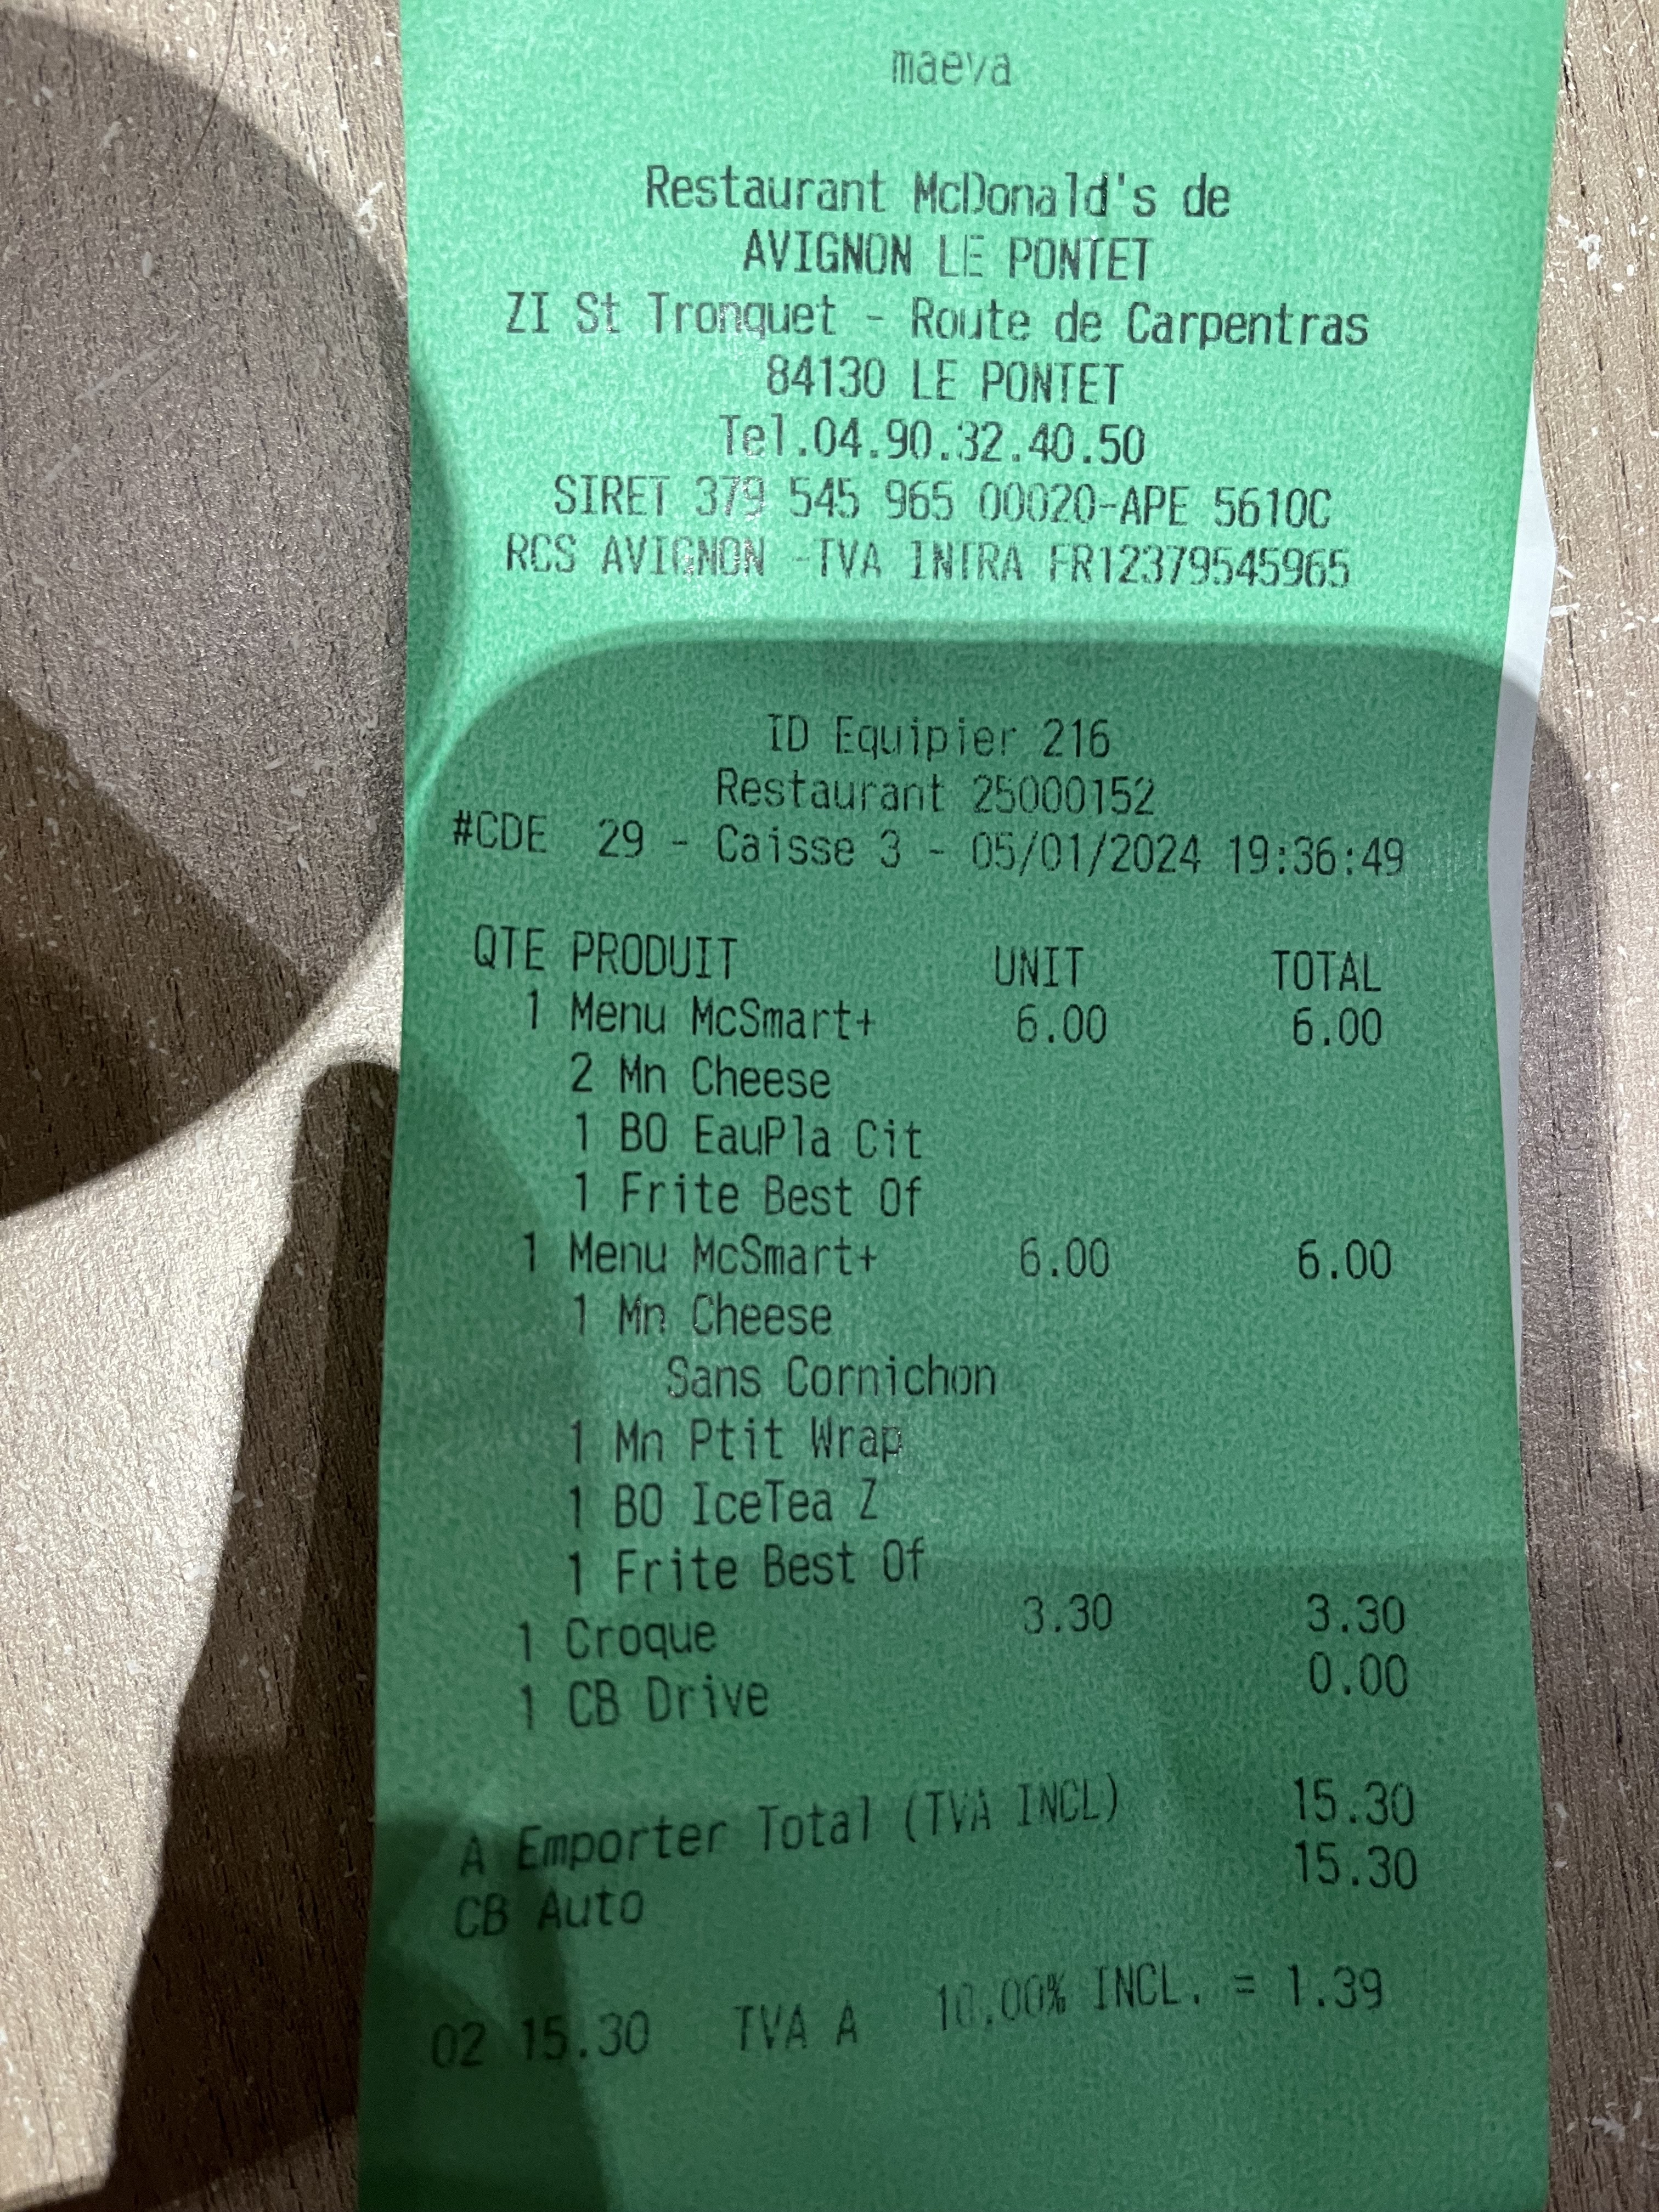 maeva
Restaurant McDonald's de
AVIGNON LE PONTET
ZI St Tronquet - Route de Carpentras
84130 LE PONTET
Tel.04.90.32.40.50
SIRET 379 545 965 00020-APE 5610C
RCS AVIGNON -TVA INTRA FR12379545965
ID Equipier 216
Restaurant 25000152
#CDE 29 - Caisse 3 - 05/01/2024 19:36:49
QTE PRODUIT UNIT TOTAL
1 Menu McSmart+ 6.00 6.00
2 Mn Cheese
1 BO EauPla Cit
1 Frite Best Of
1 Menu McSmart+ 6.00 6.00
1 Mn Cheese
Sans Cornichon
1 Mn Ptit Wrap
1 BO IceTea Z
1 Frite Best Of
1 Croque 3.30 3.30
1 CB Drive 0.00
A Emporter Total (TVA INCL) 15.30
CB Auto 15.30
02 15.30 TVA A 10.00% INCL. = 1.39